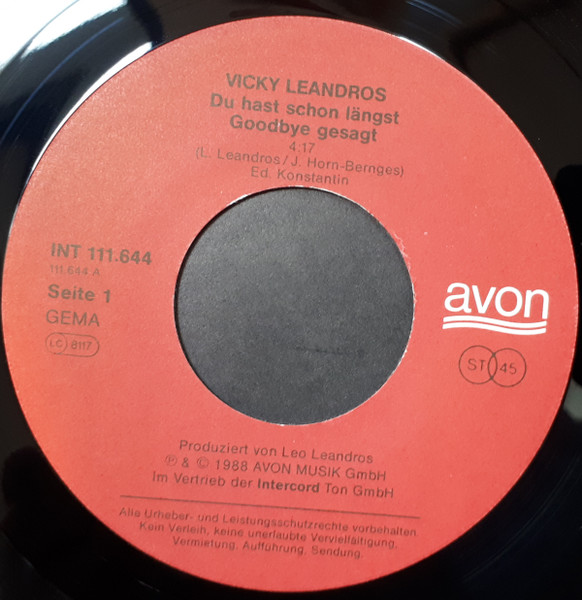 VICKY LEANDROS
Du hast schon längst
Goodbye gesagt
4:17
(L. Leandros/J. Horn-Bernges)
Ed. Konstantin
INT 111.644
111.644 A
Seite 1
GEMA
LC 8117
avon
ST 45
Produziert von Leo Leandros
℗ & © 1988 AVON MUSIK GmbH
Im Vertrieb der Intercord Ton GmbH
Alle Urheber- und Leistungsschutzrechte vorbehalten.
Kein Verleih, keine unerlaubte Vervielfältigung,
Vermietung, Aufführung, Sendung.